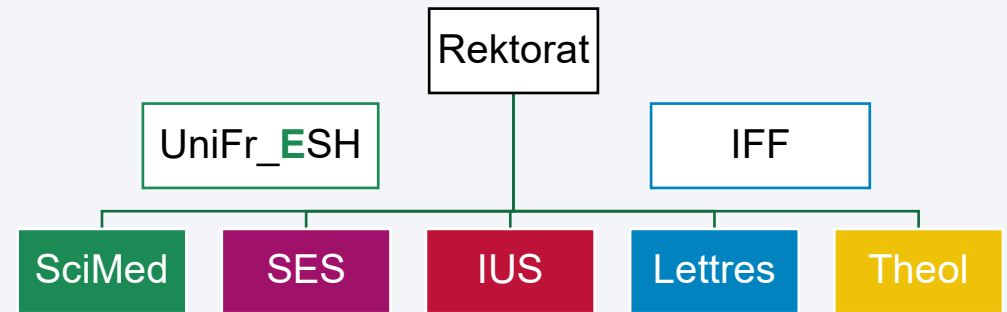 Rektorat
UniFr_ESH
IFF
SciMed
SES
IUS
Lettres
Theol